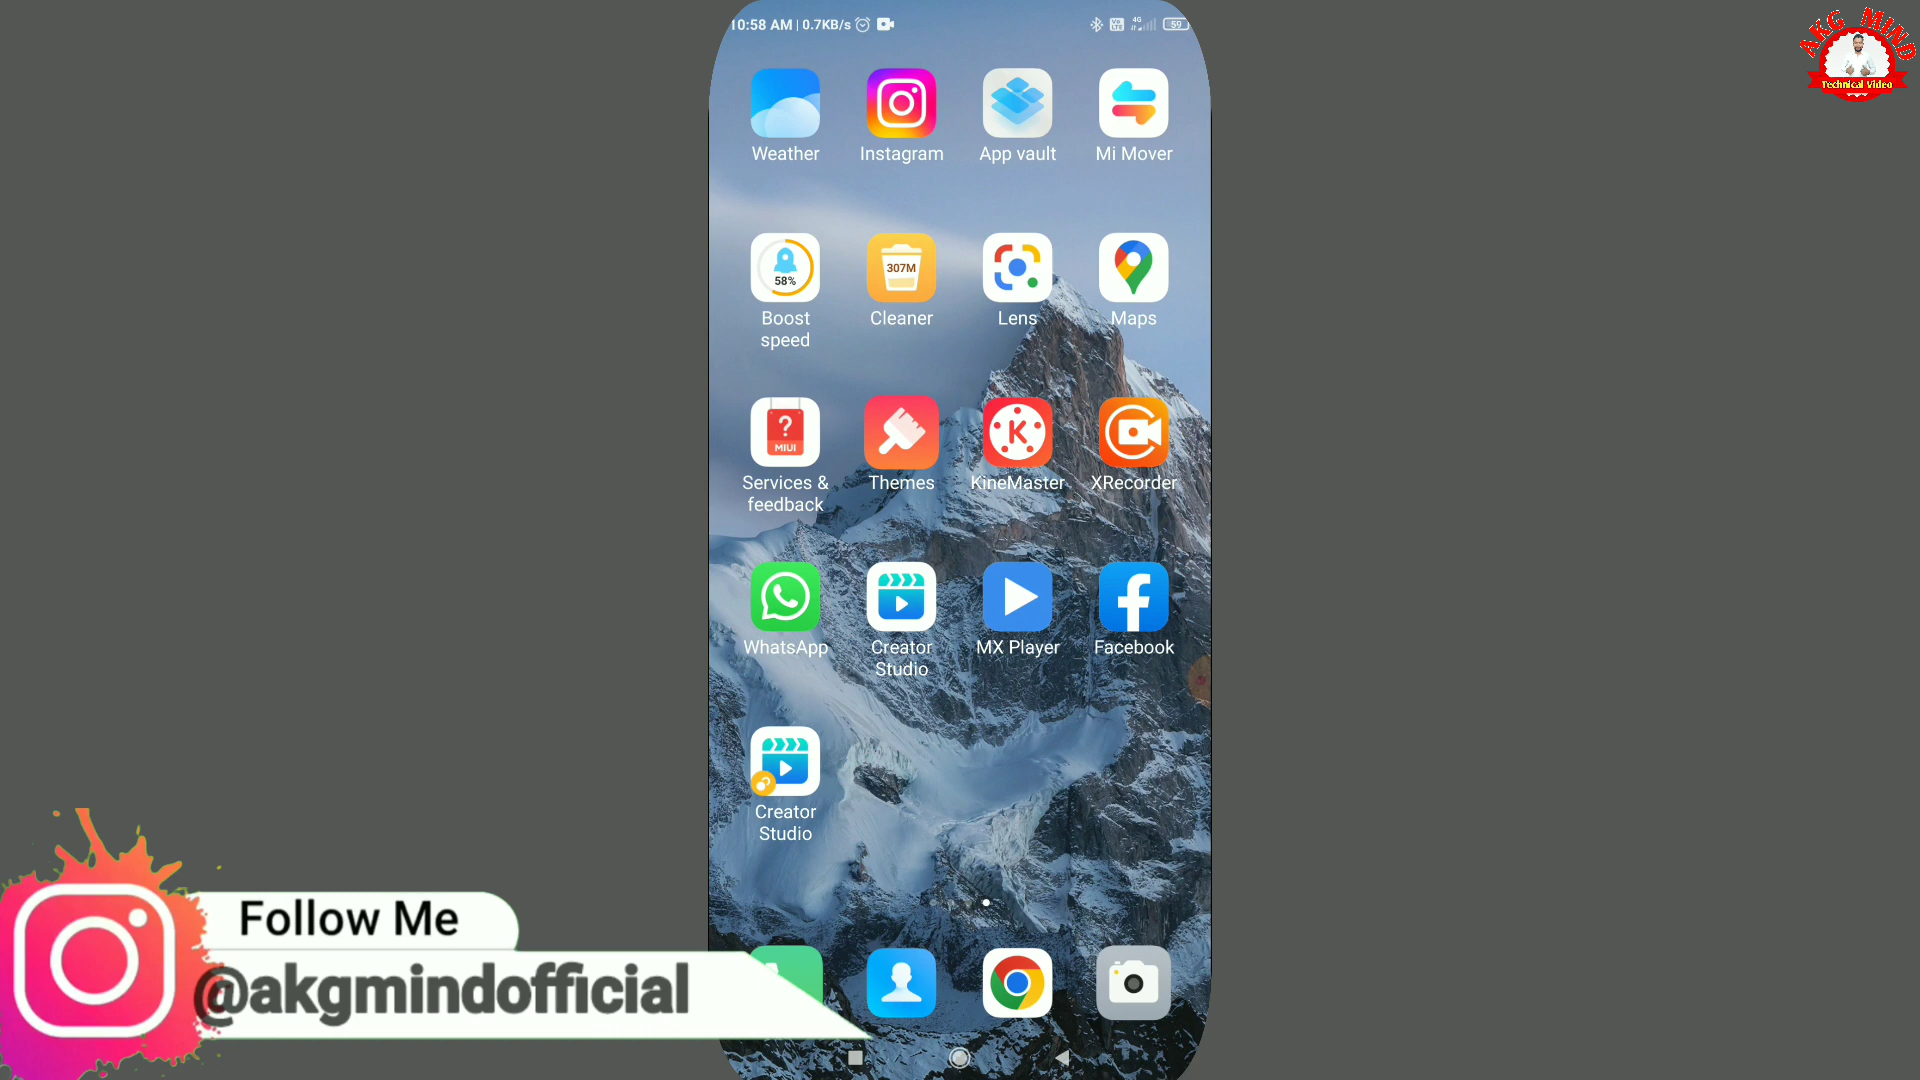 10:58 AM | 0.7KB/s
4G
59
AKG MIND
Technical Video
Weather
Instagram
App vault
Mi Mover
58%
307M
Boost
speed
Cleaner
Lens
Maps
?
MIUI
K
Services &
feedback
Themes
KineMaster
XRecorder
WhatsApp
Creator
Studio
MX Player
Facebook
Creator
Studio
Follow Me
@akgmindofficial